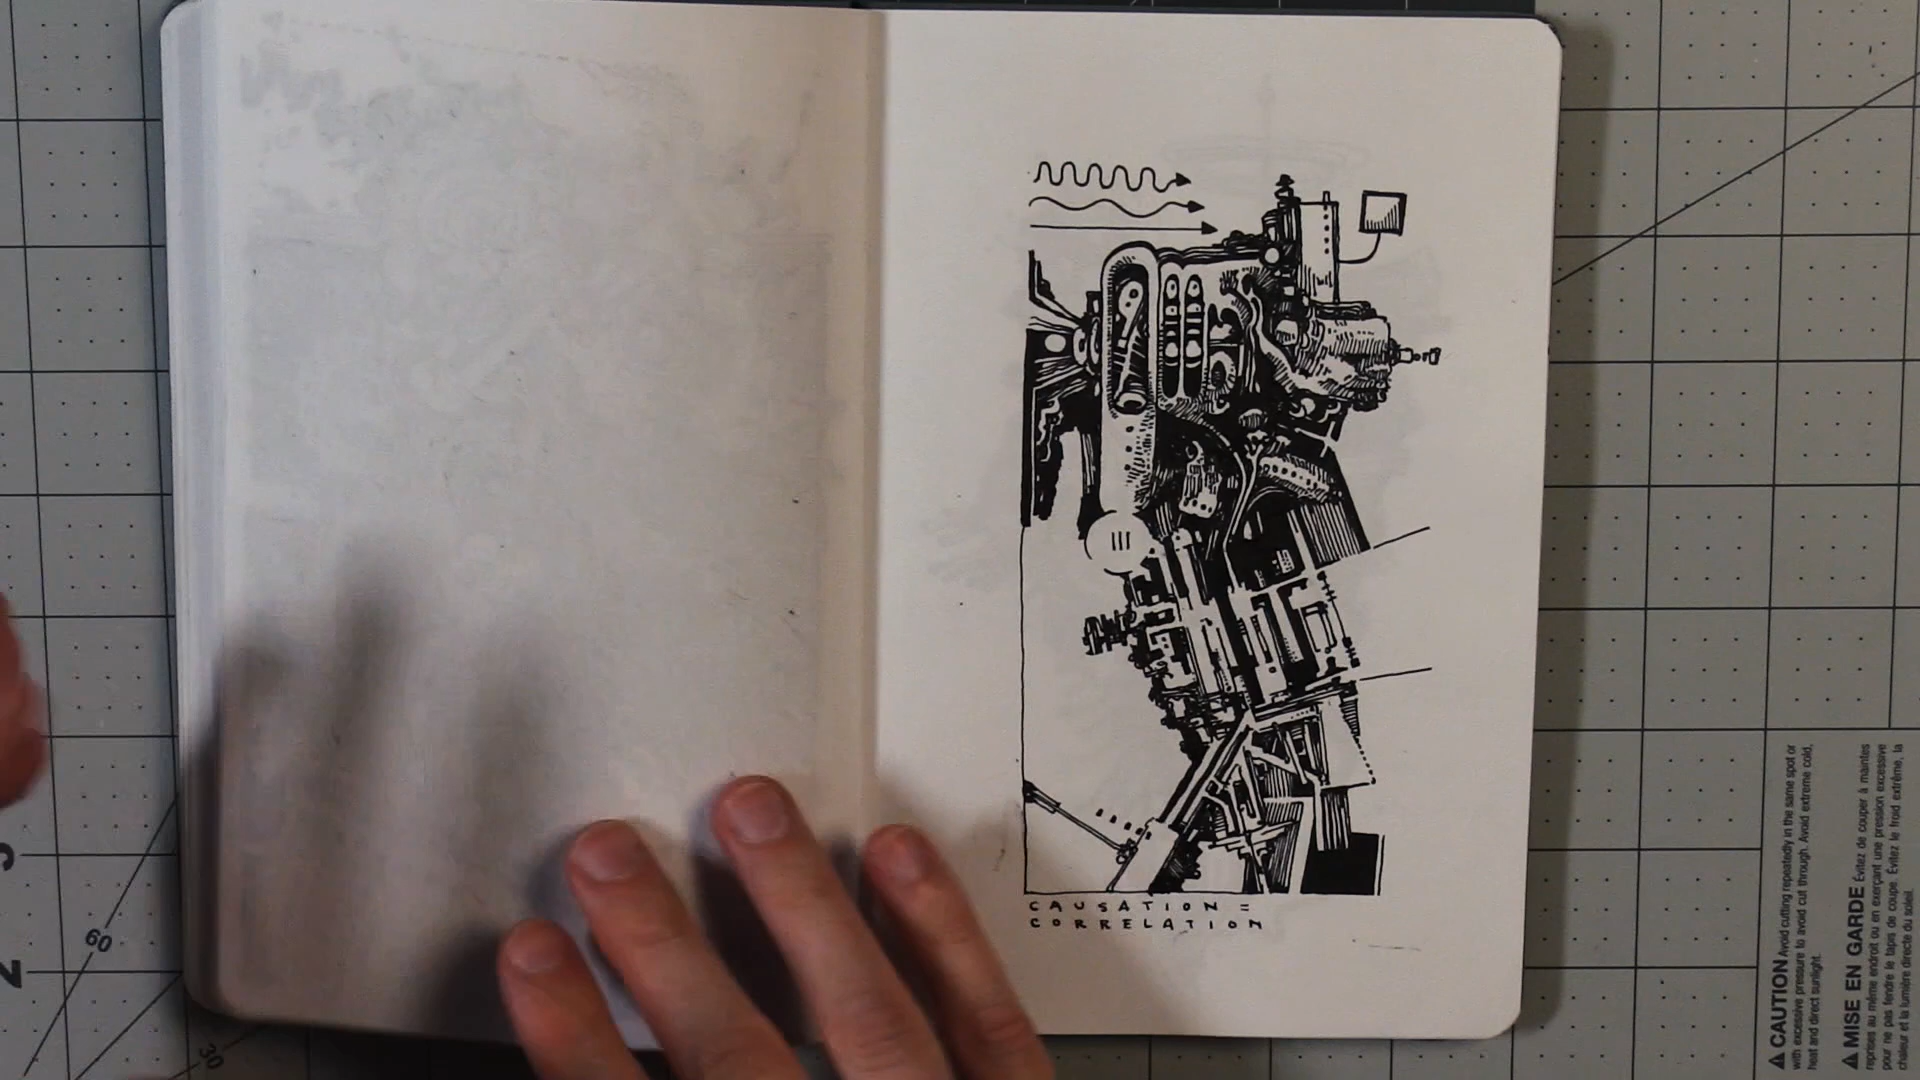 CAUSATION =
CORRELATION
III
60
30
2
3
CAUTION Avoid cutting repeatedly in the same spot or
with excessive pressure to avoid cut through. Avoid extreme cold,
heat and direct sunlight.
MISE EN GARDE Évitez de couper à maintes
reprises au même endroit ou en exerçant une pression excessive
pour ne pas fendre le tapis de coupe. Évitez le froid extrême, la
chaleur et la lumière directe du soleil.